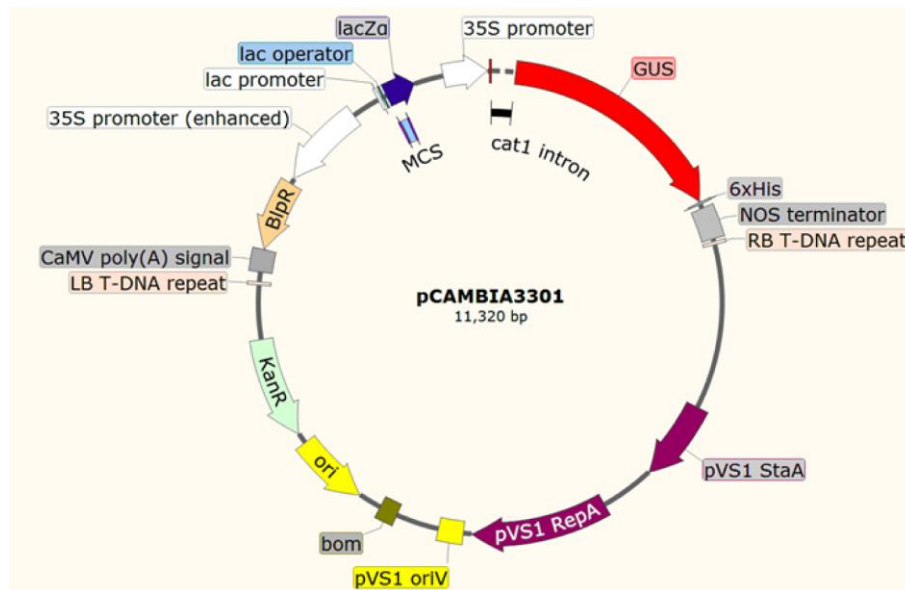 lacZα
35S promoter
lac operator
lac promoter
GUS
35S promoter (enhanced)
MCS
cat1 intron
BlpR
6xHis
NOS terminator
RB T-DNA repeat
CaMV poly(A) signal
LB T-DNA repeat
pCAMBIA3301
11,320 bp
KanR
ori
pVS1 StaA
pVS1 RepA
bom
pVS1 oriV